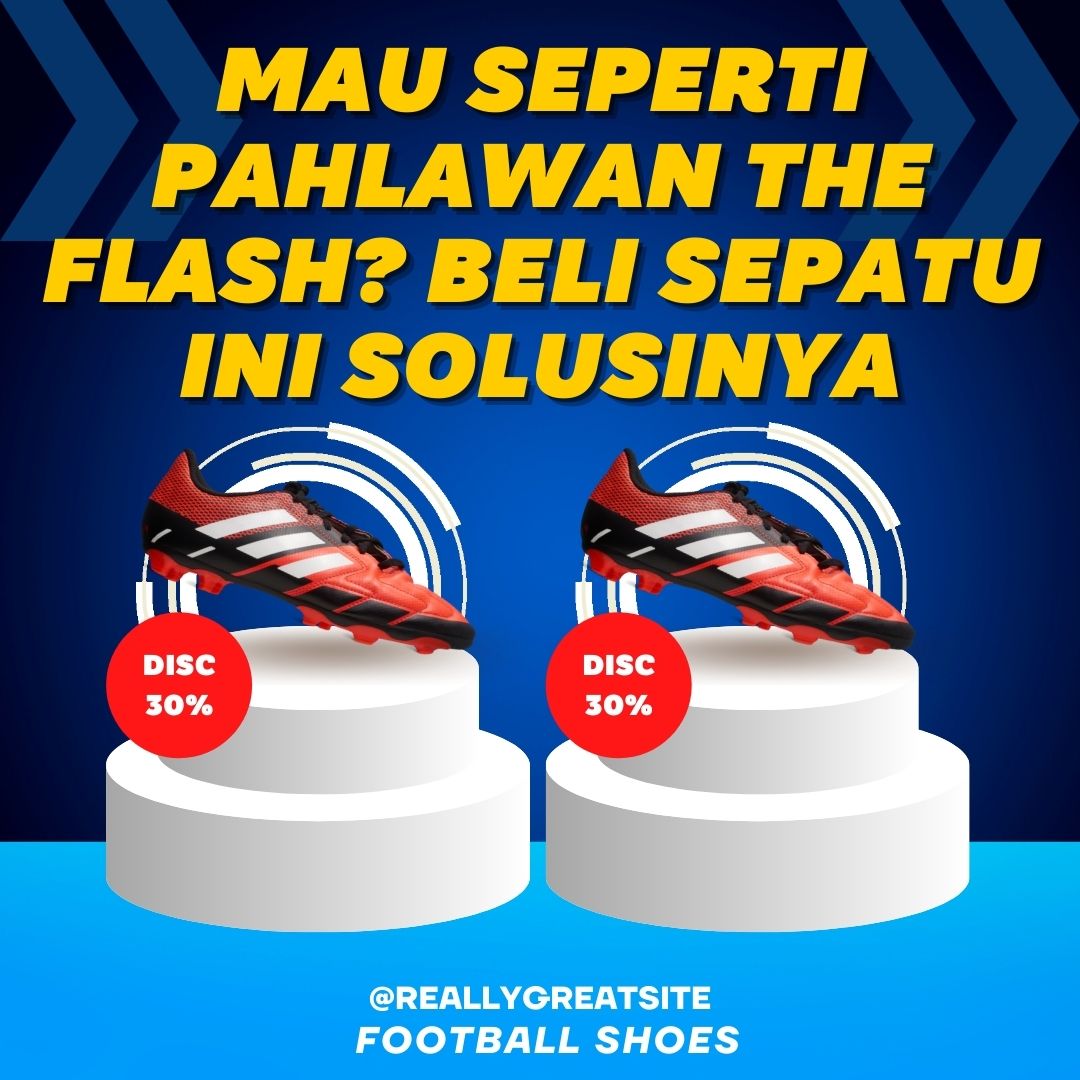 MAU SEPERTI
PAHLAWAN THE
FLASH? BELI SEPATU
INI SOLUSINYA
DISC
30%
DISC
30%
@REALLYGREATSITE
FOOTBALL SHOES